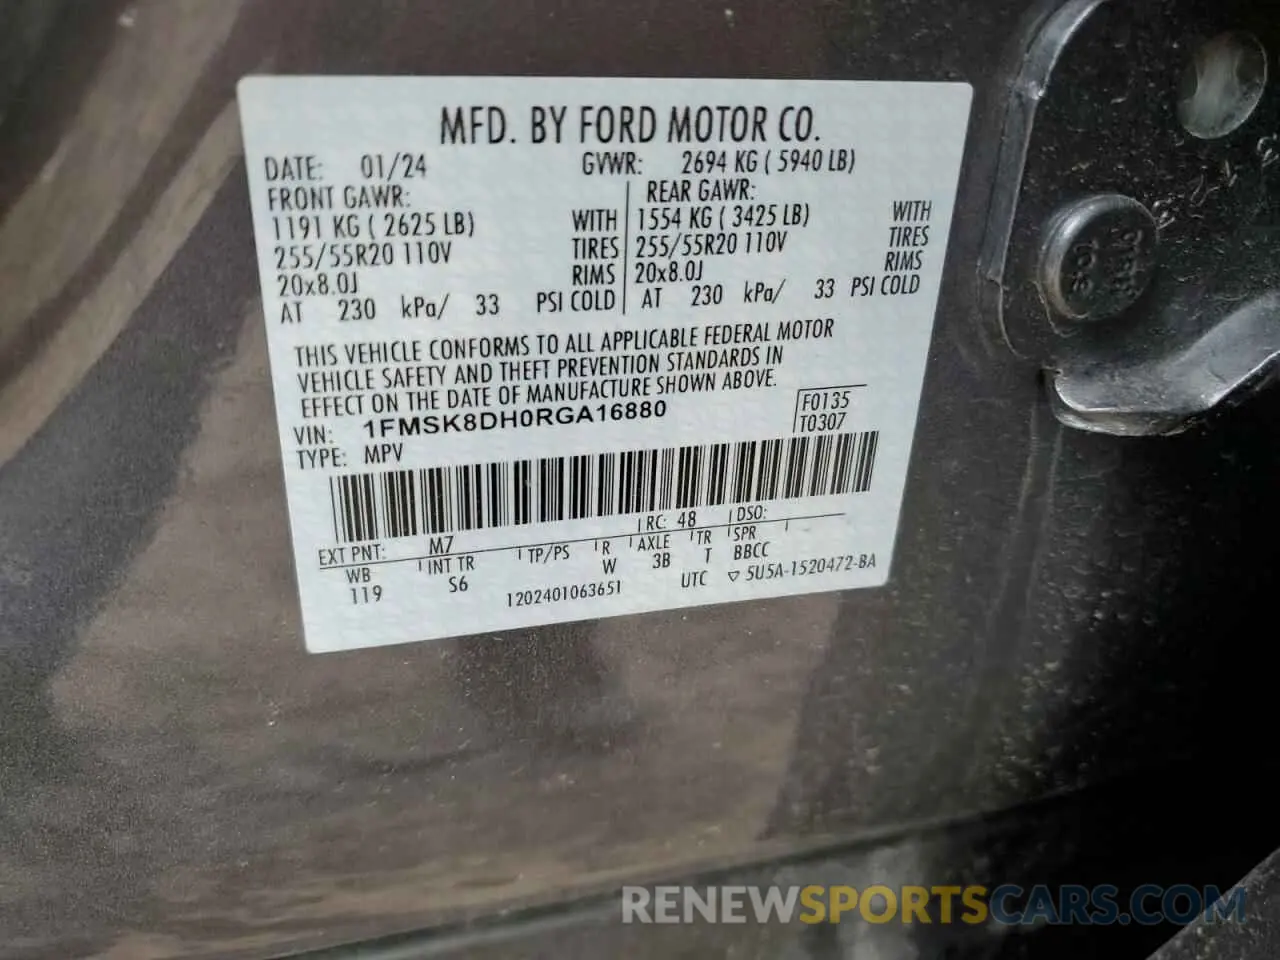 MFD. BY FORD MOTOR CO.
DATE: 01/24 GVWR: 2694 KG ( 5940 LB)
FRONT GAWR: REAR GAWR:
1191 KG ( 2625 LB) WITH 1554 KG ( 3425 LB) WITH
255/55R20 110V TIRES 255/55R20 110V TIRES
20x8.0J RIMS 20x8.0J RIMS
AT 230 kPa/ 33 PSI COLD AT 230 kPa/ 33 PSI COLD
THIS VEHICLE CONFORMS TO ALL APPLICABLE FEDERAL MOTOR
VEHICLE SAFETY AND THEFT PREVENTION STANDARDS IN
EFFECT ON THE DATE OF MANUFACTURE SHOWN ABOVE.
VIN: 1FMSK8DH0RGA16880 F0135
TYPE: MPV T0307
EXT PNT: M7 RC: 48 DSO:
WB INT TR TP/PS R AXLE TR SPR
119 S6 W 3B T BBCC
1202401063651 UTC ▽ 5U5A-1520472-BA
RENEWSPORTSCARS.COM